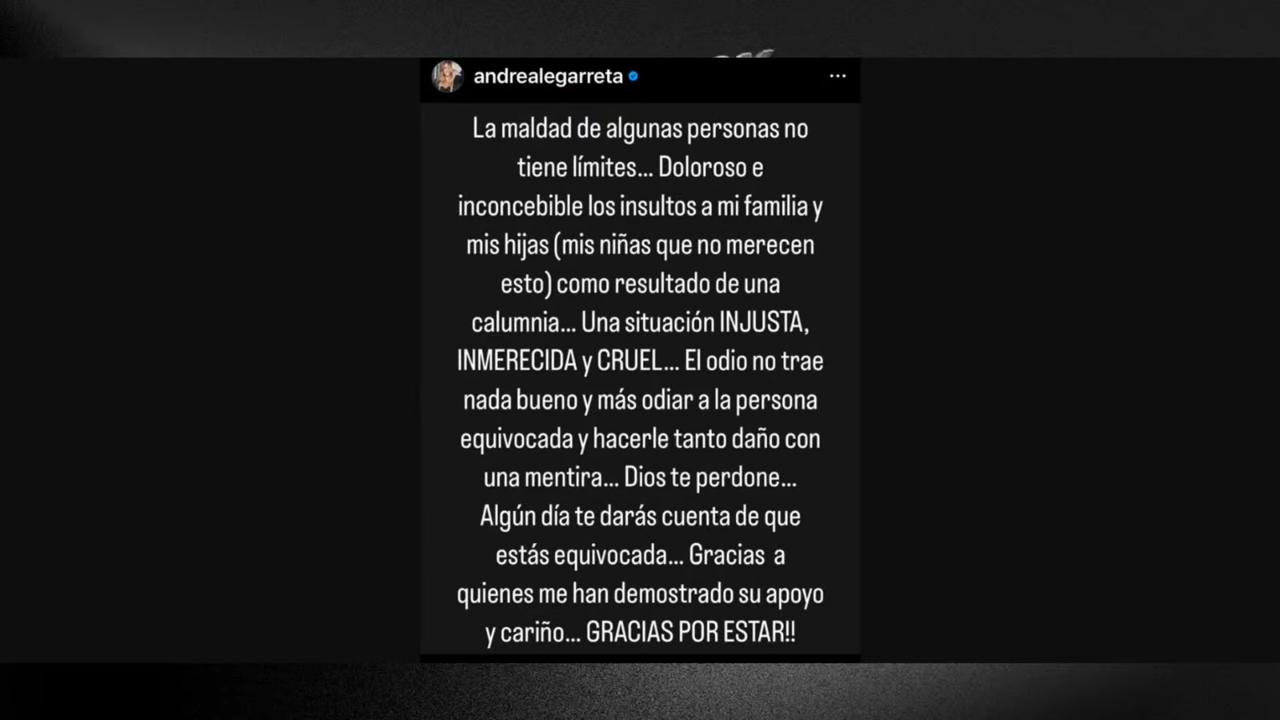 andrealegarreta
La maldad de algunas personas no
tiene límites... Doloroso e
inconcebible los insultos a mi familia y
mis hijas (mis niñas que no merecen
esto) como resultado de una
calumnia... Una situación INJUSTA,
INMERECIDA y CRUEL... El odio no trae
nada bueno y más odiar a la persona
equivocada y hacerle tanto daño con
una mentira... Dios te perdone...
Algún día te darás cuenta de que
estás equivocada... Gracias a
quienes me han demostrado su apoyo
y cariño... GRACIAS POR ESTAR!!